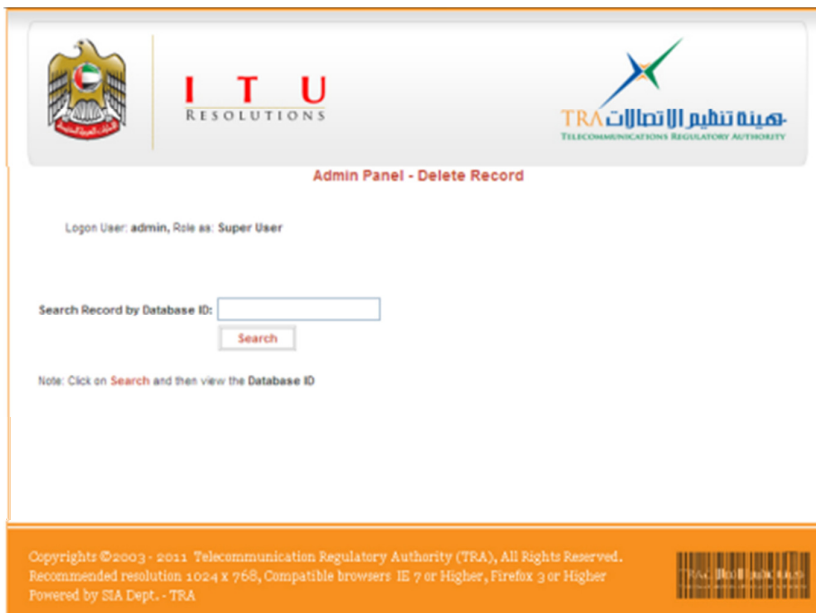 ITU
RESOLUTIONS
TRA هيئة تنظيم الاتصالات
TELECOMMUNICATIONS REGULATORY AUTHORITY
Admin Panel - Delete Record
Logon User: admin, Role as: Super User
Search Record by Database ID:
Search
Note: Click on Search and then view the Database ID
Copyrights ©2003 - 2011 Telecommunication Regulatory Authority (TRA), All Rights Reserved.
Recommended resolution 1024 x 768, Compatible browsers IE 7 or Higher, Firefox 3 or Higher
Powered by SIA Dept. - TRA